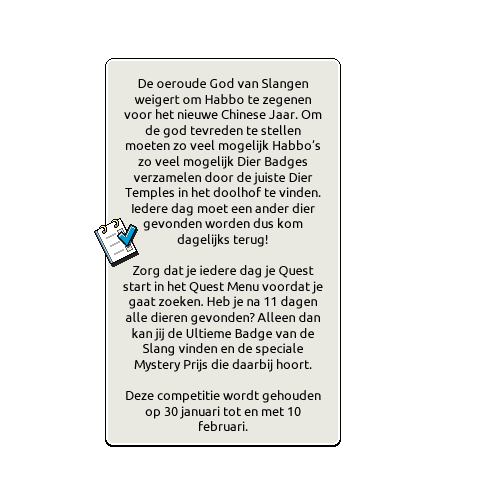 De oeroude God van Slangen
weigert om Habbo te zegenen
voor het nieuwe Chinese Jaar. Om
de god tevreden te stellen
moeten zo veel mogelijk Habbo's
zo veel mogelijk Dier Badges
verzamelen door de juiste Dier
Temples in het doolhof te vinden.
Iedere dag moet een ander dier
gevonden worden dus kom
dagelijks terug!
Zorg dat je iedere dag je Quest
start in het Quest Menu voordat je
gaat zoeken. Heb je na 11 dagen
alle dieren gevonden? Alleen dan
kan jij de Ultieme Badge van de
Slang vinden en de speciale
Mystery Prijs die daarbij hoort.
Deze competitie wordt gehouden
op 30 januari tot en met 10
februari.